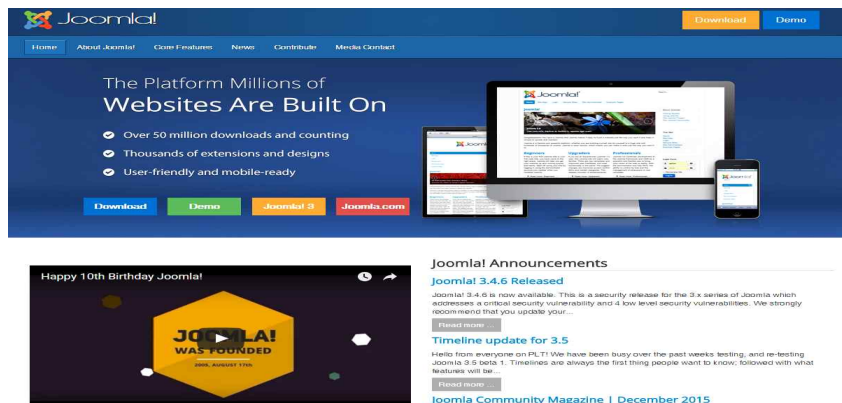 Joomla!
Download Demo
Home About Joomla! Core Features News Contribute Media Contact
The Platform Millions of
Websites Are Built On
Over 50 million downloads and counting
Thousands of extensions and designs
User-friendly and mobile-ready
Download Demo Joomla! 3 Joomla.com
Joomla!
Beginners Upgraders Professionals
Happy 10th Birthday Joomla!
JOOMLA!
WAS FOUNDED
2005, AUGUST 17th
Joomla! Announcements
Joomla! 3.4.6 Released
Joomla! 3.4.6 is now available. This is a security release for the 3.x series of Joomla which
addresses a critical security vulnerability and 4 low level security vulnerabilities. We strongly
recommend that you update your...
Read more ...
Timeline update for 3.5
Hello from everyone on PLT! We have been busy over the past weeks testing, and re-testing
Joomla 3.5 beta 1. Timelines are always the first thing people want to know; followed with what
features will be...
Read more ...
Joomla Community Magazine | December 2015